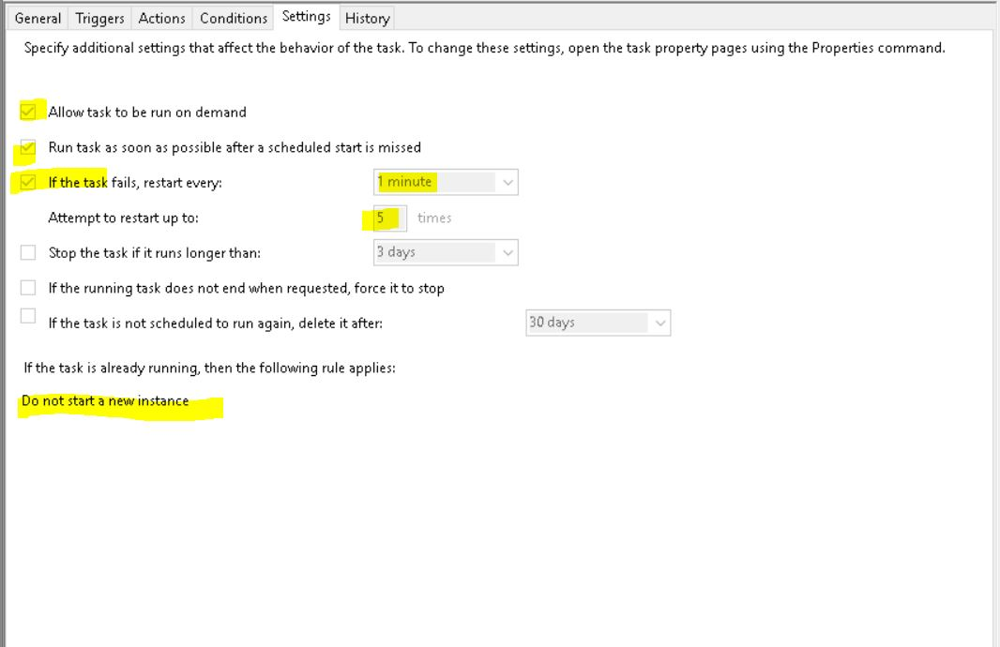 General Triggers Actions Conditions Settings History
Specify additional settings that affect the behavior of the task. To change these settings, open the task property pages using the Properties command.
Allow task to be run on demand
Run task as soon as possible after a scheduled start is missed
If the task fails, restart every: 1 minute
Attempt to restart up to: 5 times
Stop the task if it runs longer than: 3 days
If the running task does not end when requested, force it to stop
If the task is not scheduled to run again, delete it after: 30 days
If the task is already running, then the following rule applies:
Do not start a new instance